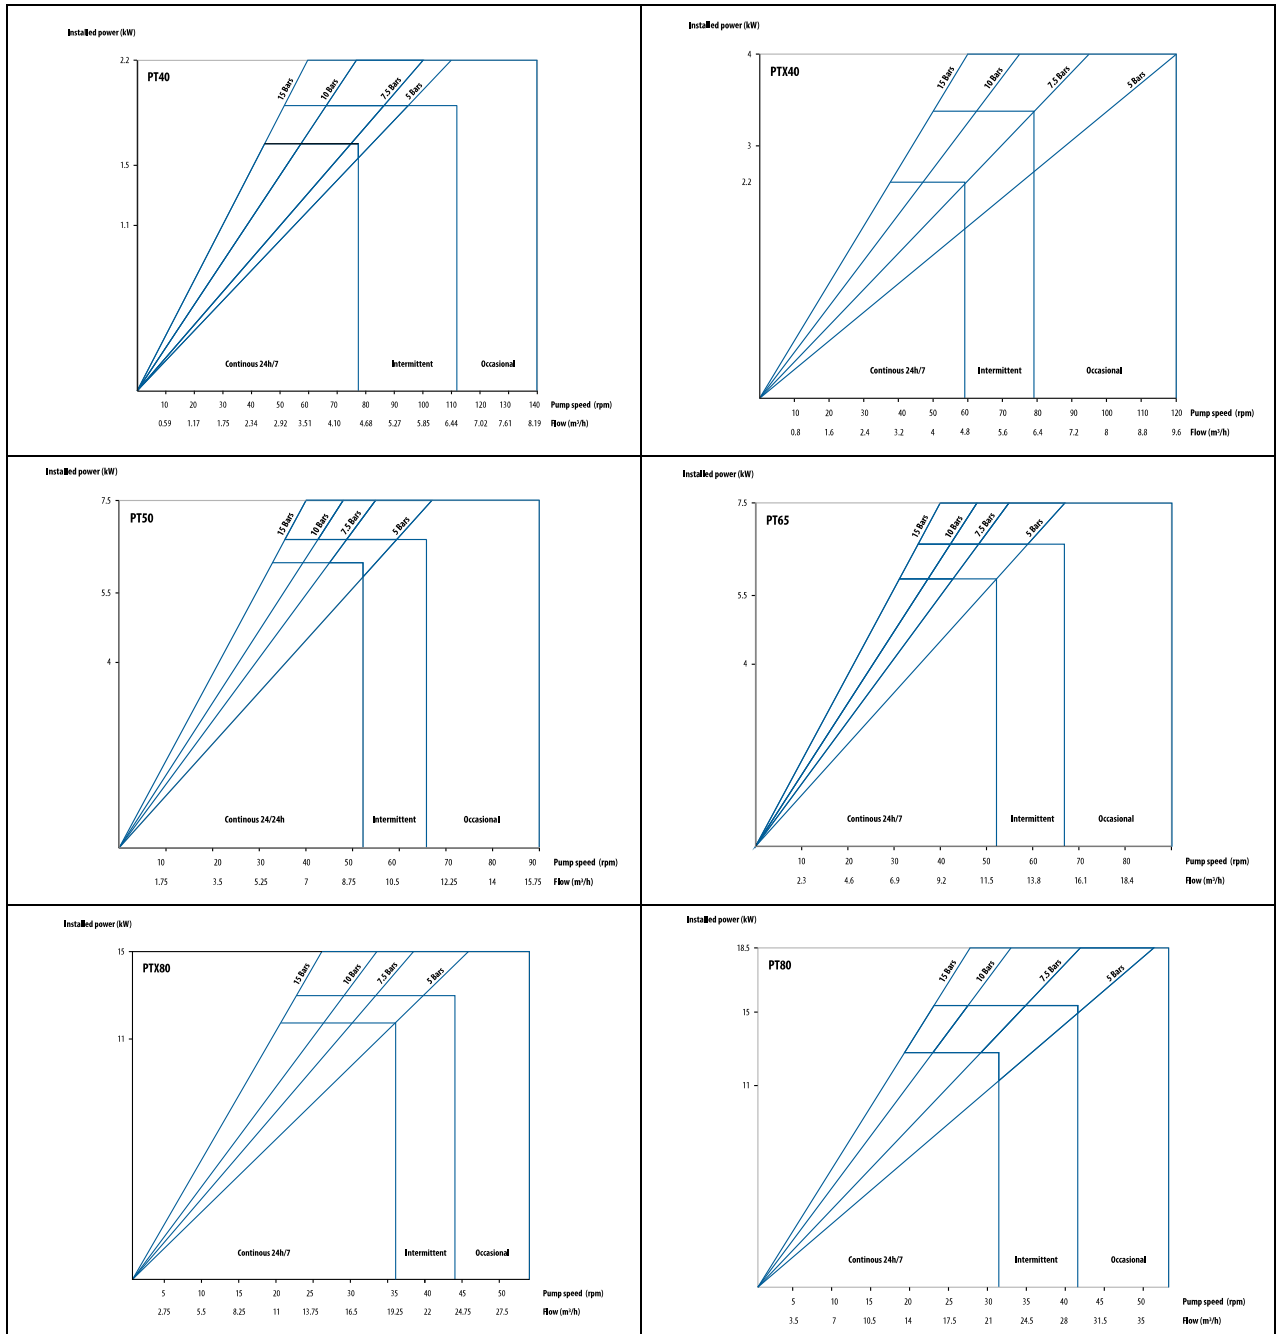 Installed power (kW)
2.2
PT40
15 Bars
10 Bars
7.5 Bars
5 Bars
1.5
1.1
Continous 24h/7
Intermittent
Occasional
10 20 30 40 50 60 70 80 90 100 110 120 130 140 Pump speed (rpm)
0.59 1.17 1.75 2.34 2.92 3.51 4.10 4.68 5.27 5.85 6.44 7.02 7.61 8.19 Flow (m³/h)
Installed power (kW)
4
PTX40
15 Bars
10 Bars
7.5 Bars
5 Bars
3
2.2
Continous 24h/7
Intermittent
Occasional
10 20 30 40 50 60 70 80 90 100 110 120 Pump speed (rpm)
0.8 1.6 2.4 3.2 4 4.8 5.6 6.4 7.2 8 8.8 9.6 Flow (m³/h)
Installed power (kW)
7.5
PT50
15 Bars
10 Bars
7.5 Bars
5 Bars
5.5
4
Continous 24/24h
Intermittent
Occasional
10 20 30 40 50 60 70 80 90 Pump speed (rpm)
1.75 3.5 5.25 7 8.75 10.5 12.25 14 15.75 Flow (m³/h)
Installed power (kW)
7.5
PT65
15 Bars
10 Bars
7.5 Bars
5 Bars
5.5
4
Continous 24h/7
Intermittent
Occasional
10 20 30 40 50 60 70 80 Pump speed (rpm)
2.3 4.6 6.9 9.2 11.5 13.8 16.1 18.4 Flow (m³/h)
Installed power (kW)
15
PTX80
15 Bars
10 Bars
7.5 Bars
5 Bars
11
Continous 24h/7
Intermittent
Occasional
5 10 15 20 25 30 35 40 45 50 Pump speed (rpm)
2.75 5.5 8.25 11 13.75 16.5 19.25 22 24.75 27.5 Flow (m³/h)
Installed power (kW)
18.5
PT80
15 Bars
10 Bars
7.5 Bars
5 Bars
15
11
Continous 24h/7
Intermittent
Occasional
5 10 15 20 25 30 35 40 45 50 Pump speed (rpm)
3.5 7 10.5 14 17.5 21 24.5 28 31.5 35 Flow (m³/h)